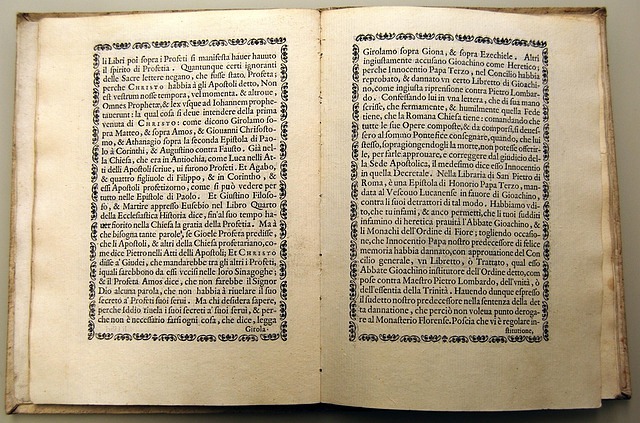 li Libri poi sopra i Profeti si manifesta hauer hauuto
il spirito di Profetia. Quantunque certi ignoranti
delle Sacre lettere negano, che fusse stato, Profeta;
perche CHRISTO habbia à gli Apostoli detto, Non
est vestrum nosse tempora, vel momenta. & altroue,
Omnes Prophetæ, & lex vsque ad Iohannem prophe-
tauerunt: la qual cosa si deue intendere della prima
venuta di CHRISTO: come dicono Girolamo so-
pra Matteo, & sopra Amos, & Giouanni Chrisosto-
mo, & Athanagio sopra la seconda Epistola di Pao-
lo à Corinthi, & Augustino contra Fausto. Già nel-
la Chiesa, che era in Antiochia, come Luca nelli At-
ti delli Apostoli scriue, ui furono Profeti. Et Agabo,
& quattro figliuole di Filippo, & in Corintho, &
essi Apostoli profetizorno, come si può vedere per
tutto nelle Epistole di Paolo. Et Giustino Filoso-
fo, & Martire appresso Eusebio nel Libro Quarto
della Ecclesiastica Historia dice, fin'al suo tempo ha-
uer fiorito nella Chiesa la gratia della Profetia. Ma à
che bisogna tante parole, se Gioele Profeta predisse,
che li Apostoli, & altri della Chiesa profetariano, co-
me dice Pietro nelli Atti delli Apostoli; Et CHRISTO
disse a' Giudei, che mandarebbe tra gli altri i Profeti,
iquali sarebbono da essi vccisi nelle loro Sinagoghe;
& il Profeta Amos dice, che non farebbe il Signor
Dio alcuna parola, che non habbia à riuelare il suo
secreto a' Profeti suoi serui. Ma chi desidera sapere,
perche Iddio riuela i suoi secreti a' suoi serui, & per-
che non è necessario farsi ogni cosa, che dice, legga
Girola-
Girolamo sopra Giona, & sopra Ezechiele. Altri
ingiustamente accusano Gioachino come Heretico;
perche Innocentio Papa Terzo, nel Concilio habbia
reprobato, & dannato vn certo Libretto di Gioachi-
no, come ingiusta riprensione contra Pietro Lombar-
do. Confessando lui in vna lettera, che di sua mano
scrisse, che fermamente, & humilmente quella Fede
tiene, che la Romana Chiesa tiene: comandando che
tutte le sue Opere composte, & da comporsi, si denes-
sero al sommo Pontefice consegnare, quando, che lui
stesso, sopragiongendogli la morte, non potesse offerir-
le, per farle approuare, e correggere dal giudicio del-
la Sede Apostolica, il medesimo dice esso Innocentio
in quella Decretale. Nella Libraria di San Pietro di
Roma, è una Epistola di Honorio Papa Terzo, man-
data al Vescouo Lucanense in fauore di Gioachino,
contra li suoi detrattori di tal modo. Habbiamo vdi-
to, che tu infami, & anco permetti, che li tuoi sudditi
infamino di heretica prauità l'Abbate Gioachino, &
li Monachi dell'Ordine di Fiore; togliendo occasio-
ne, che Innocentio Papa nostro predecessore di felice
memoria habbia dannato, con approuatione del Con-
cilio generale, vn Libretto, ò Trattato, qual esso
Abbate Gioachino institutore dell'Ordine detto, com-
pose contra Maestro Pietro Lombardo, dell'vnità, ò
dell'essentia della Trinità. Hauendo dunque espresso
il sudetto nostro predecessore nella sentenza della det
ta dannatione, che perciò non voleua punto deroga-
re al Monasterio Florense. Poscia che vi è regolare in-
stitutione,